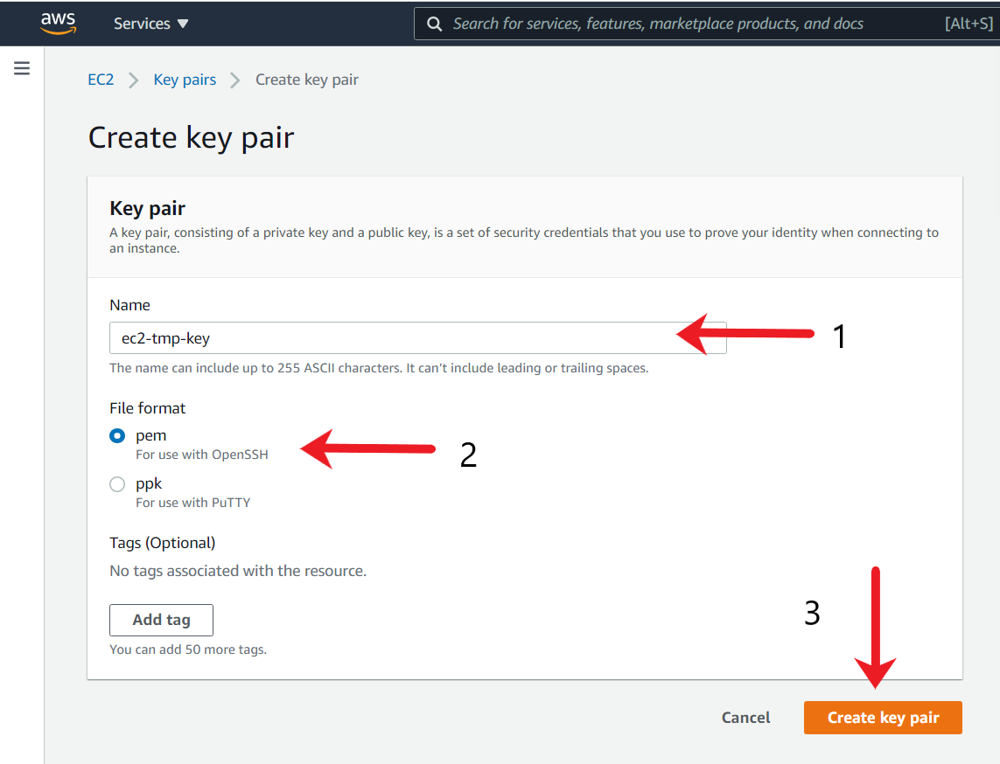 aws Services Search for services, features, marketplace products, and docs [Alt+S]
EC2 Key pairs Create key pair
Create key pair
Key pair
A key pair, consisting of a private key and a public key, is a set of security credentials that you use to prove your identity when connecting to
an instance.
Name
ec2-tmp-key
1
The name can include up to 255 ASCII characters. It can't include leading or trailing spaces.
File format
pem
For use with OpenSSH
2
ppk
For use with PuTTY
Tags (Optional)
No tags associated with the resource.
Add tag
3
You can add 50 more tags.
Cancel Create key pair